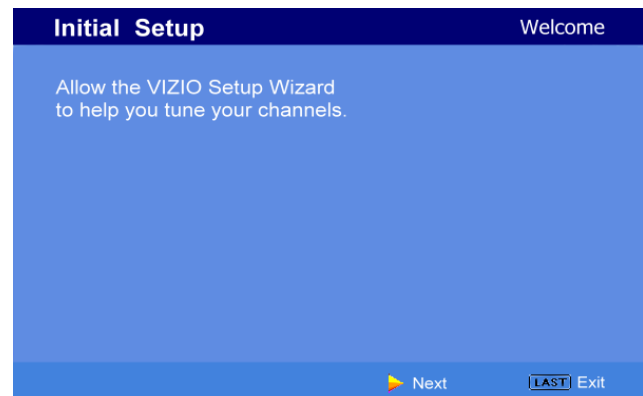 Initial Setup Welcome
Allow the VIZIO Setup Wizard
to help you tune your channels.
Next LAST Exit